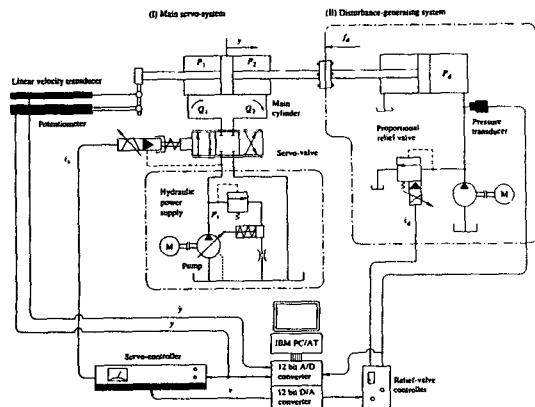 (I) Main servo-system
(II) Disturbance-generating system
y
f_d
P_1
P_2
P_d
Linear velocity transducer
Potentiometer
Q_1
Q_2
Main
cylinder
Servo-valve
Proportional
relief valve
Pressure
transducer
Hydraulic
power
supply
P_s
M
Pump
M
i_d
ẏ
y
IBM PC/AT
Servo-controller
12 bit A/D
converter
12 bit D/A
converter
v
Relief-valve
controller